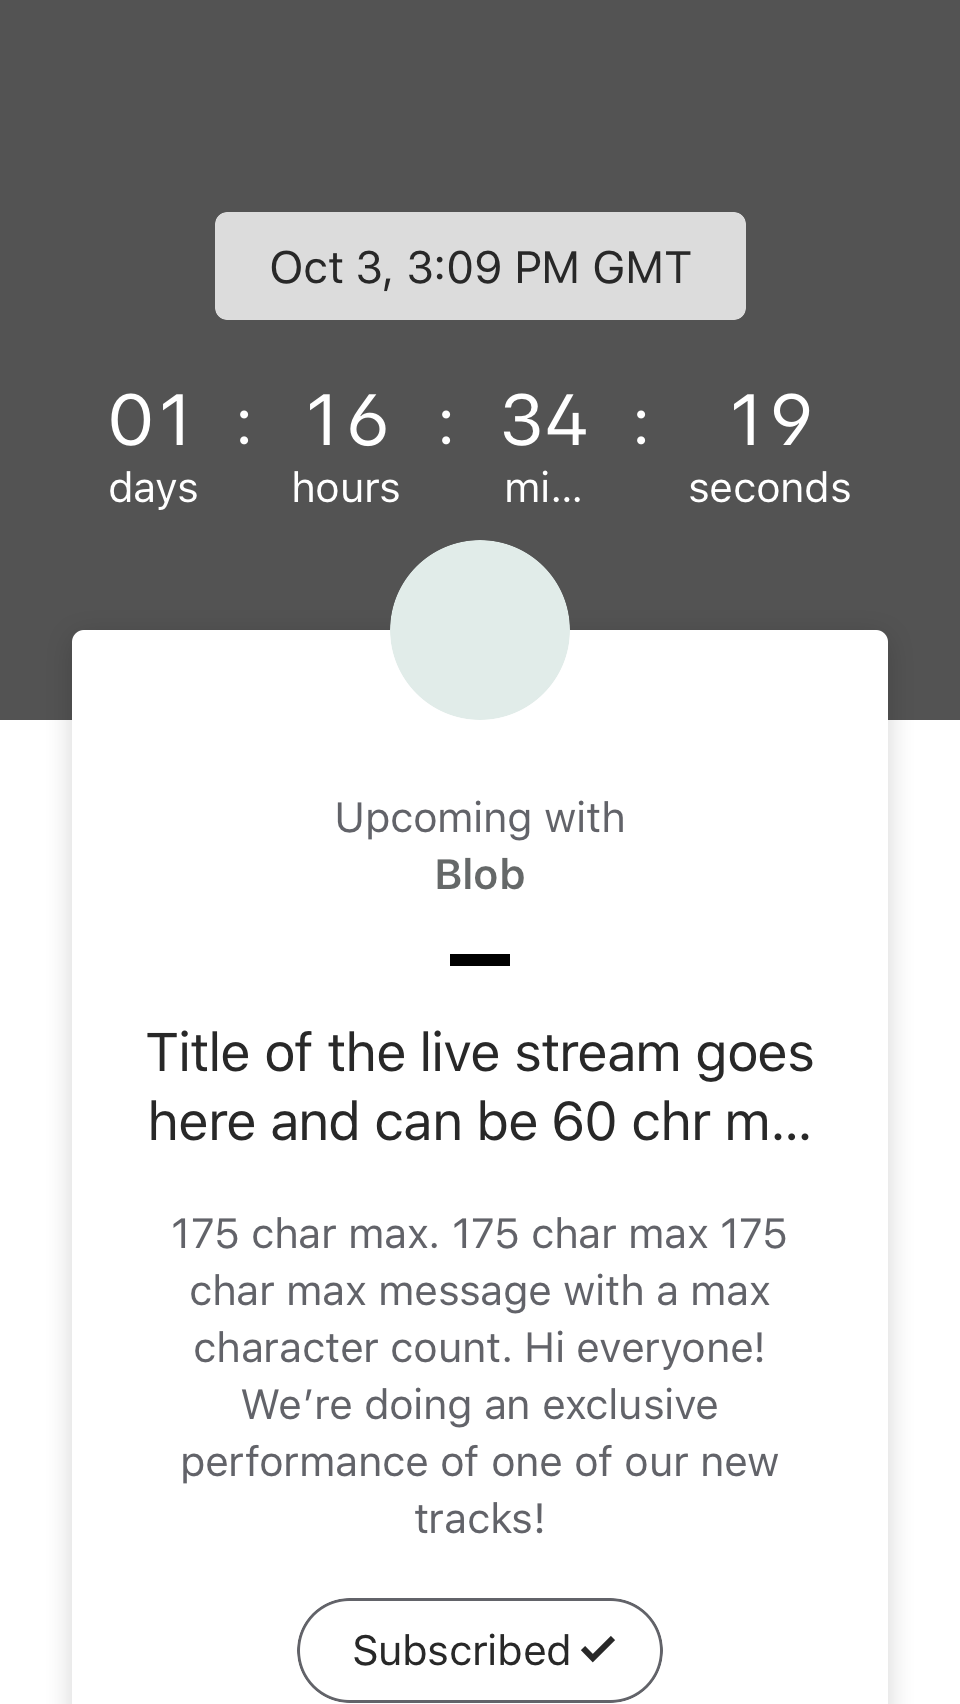 Oct 3, 3:09 PM GMT
01 : 16 : 34 : 19
days hours mi... seconds
Upcoming with
Blob
Title of the live stream goes
here and can be 60 chr m...
175 char max. 175 char max 175
char max message with a max
character count. Hi everyone!
We’re doing an exclusive
performance of one of our new
tracks!
Subscribed ✓